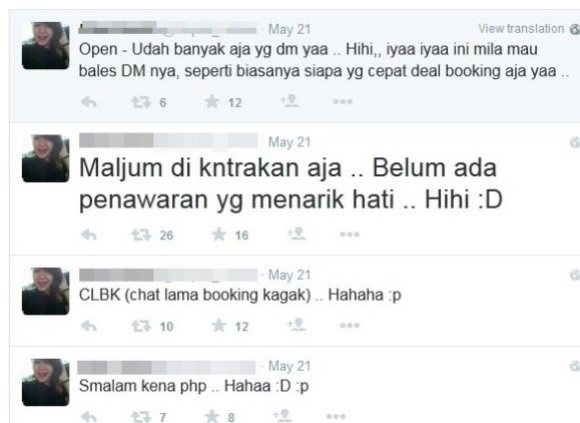 May 21
View translation
Open - Udah banyak aja yg dm yaa .. Hihi,, iyaa iyaa ini mila mau
bales DM nya, seperti biasanya siapa yg cepat deal booking aja yaa ..
6 12
May 21
Maljum di kntrakan aja .. Belum ada
penawaran yg menarik hati .. Hihi :D
26 16
May 21
CLBK (chat lama booking kagak) .. Hahaha :p
10 12
May 21
Smalam kena php .. Hahaa :D :p
7 8